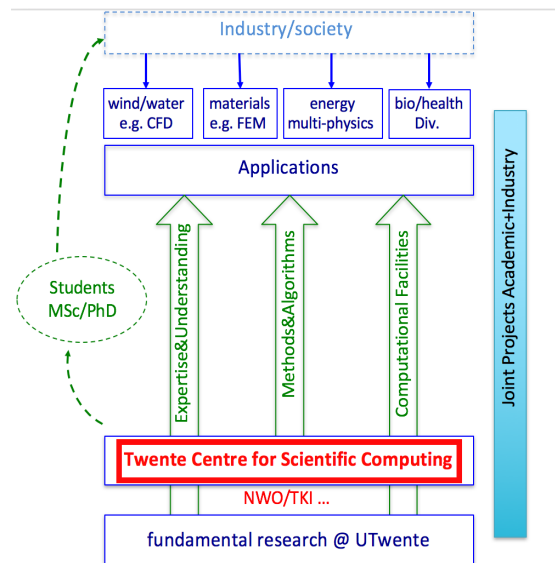 Industry/society
wind/water
e.g. CFD
materials
e.g. FEM
energy
multi-physics
bio/health
Div.
Applications
Expertise&Understanding
Methods&Algorithms
Computational Facilities
Students
MSc/PhD
Joint Projects Academic+Industry
Twente Centre for Scientific Computing
NWO/TKI ...
fundamental research @ UTwente